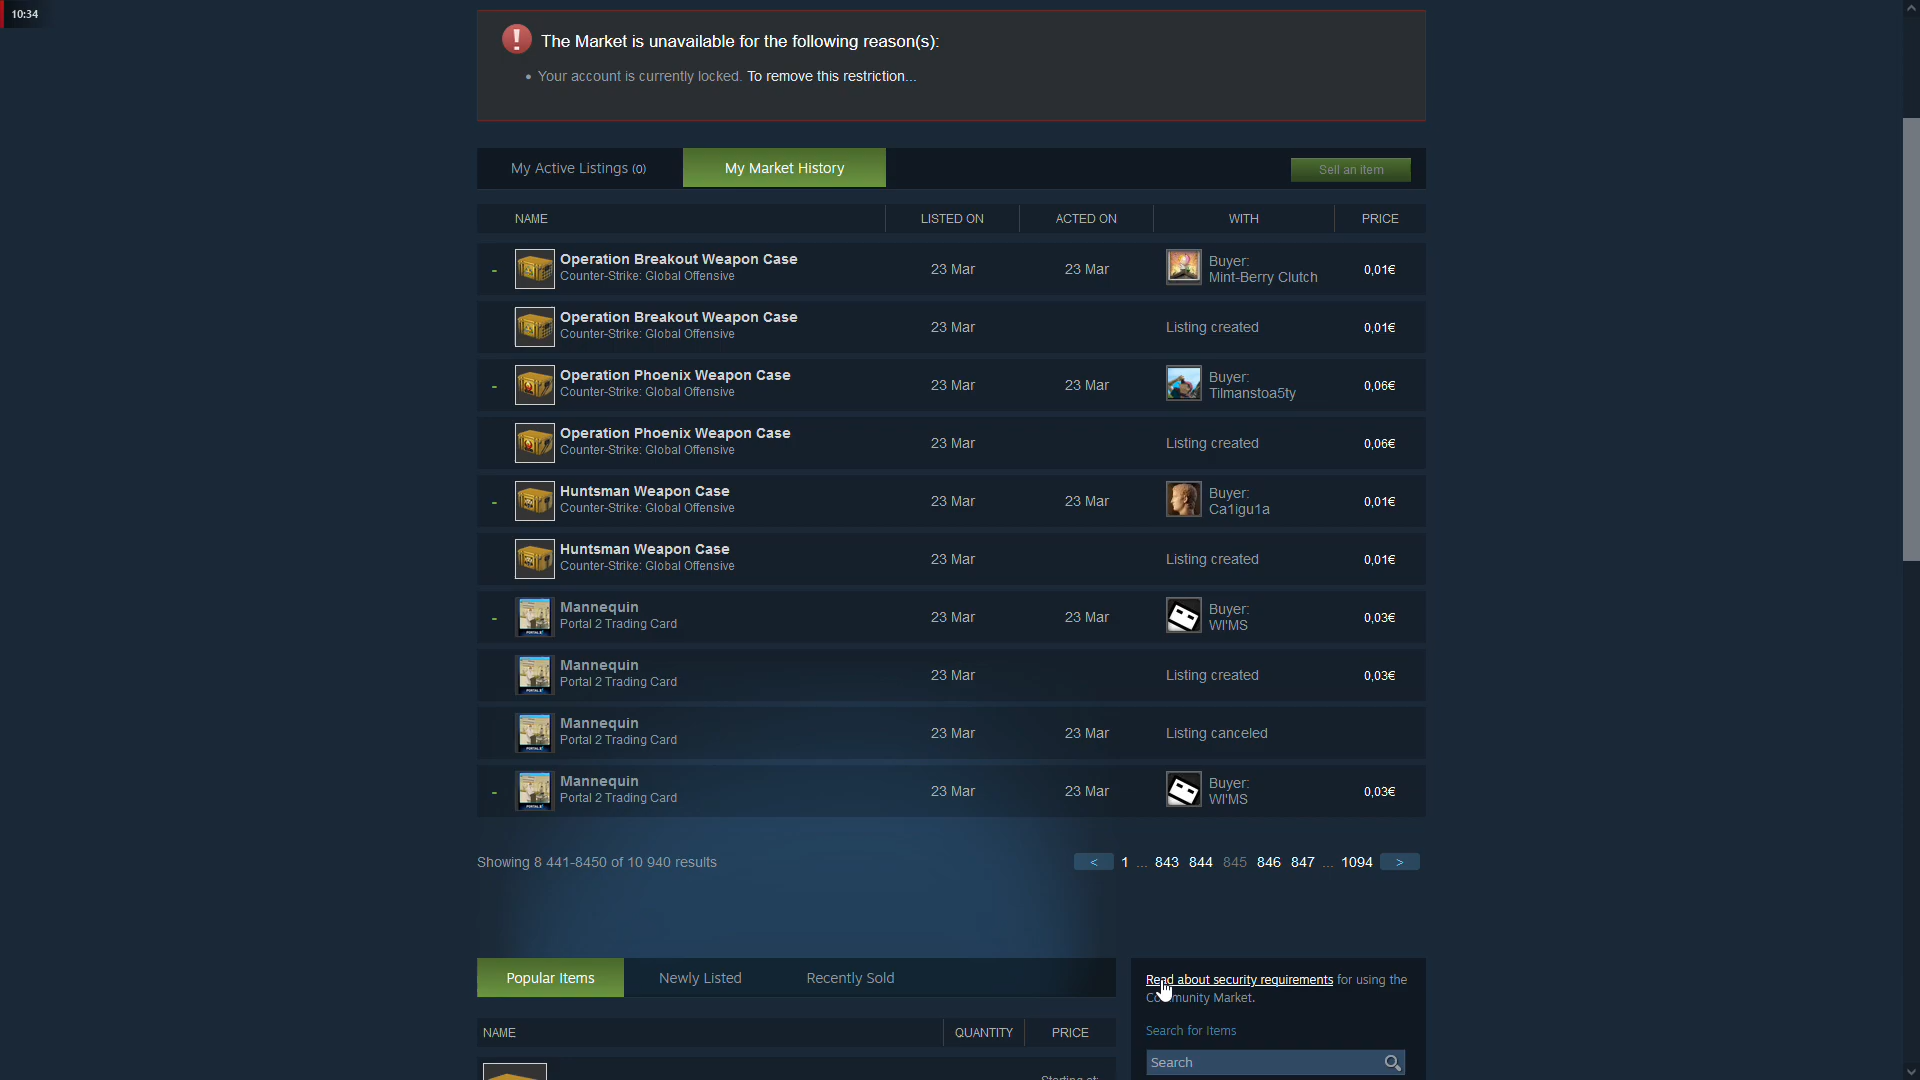 10:34
The Market is unavailable for the following reason(s):
• Your account is currently locked. To remove this restriction...
My Active Listings (0)
My Market History
Sell an item
NAME LISTED ON ACTED ON WITH PRICE
Operation Breakout Weapon Case
Counter-Strike: Global Offensive
23 Mar 23 Mar
Buyer:
Mint-Berry Clutch
0,01€
Operation Breakout Weapon Case
Counter-Strike: Global Offensive
23 Mar Listing created 0,01€
Operation Phoenix Weapon Case
Counter-Strike: Global Offensive
23 Mar 23 Mar
Buyer:
Tilmanstoa5ty
0,06€
Operation Phoenix Weapon Case
Counter-Strike: Global Offensive
23 Mar Listing created 0,06€
Huntsman Weapon Case
Counter-Strike: Global Offensive
23 Mar 23 Mar
Buyer:
Ca1igu1a
0,01€
Huntsman Weapon Case
Counter-Strike: Global Offensive
23 Mar Listing created 0,01€
Mannequin
Portal 2 Trading Card
23 Mar 23 Mar
Buyer:
WI'MS
0,03€
Mannequin
Portal 2 Trading Card
23 Mar Listing created 0,03€
Mannequin
Portal 2 Trading Card
23 Mar 23 Mar Listing canceled
Mannequin
Portal 2 Trading Card
23 Mar 23 Mar
Buyer:
WI'MS
0,03€
Showing 8 441-8450 of 10 940 results
< 1 ... 843 844 845 846 847 ... 1094 >
Popular Items
Newly Listed
Recently Sold
NAME QUANTITY PRICE
Starting at:
Read about security requirements for using the
Community Market.
Search for Items
Search